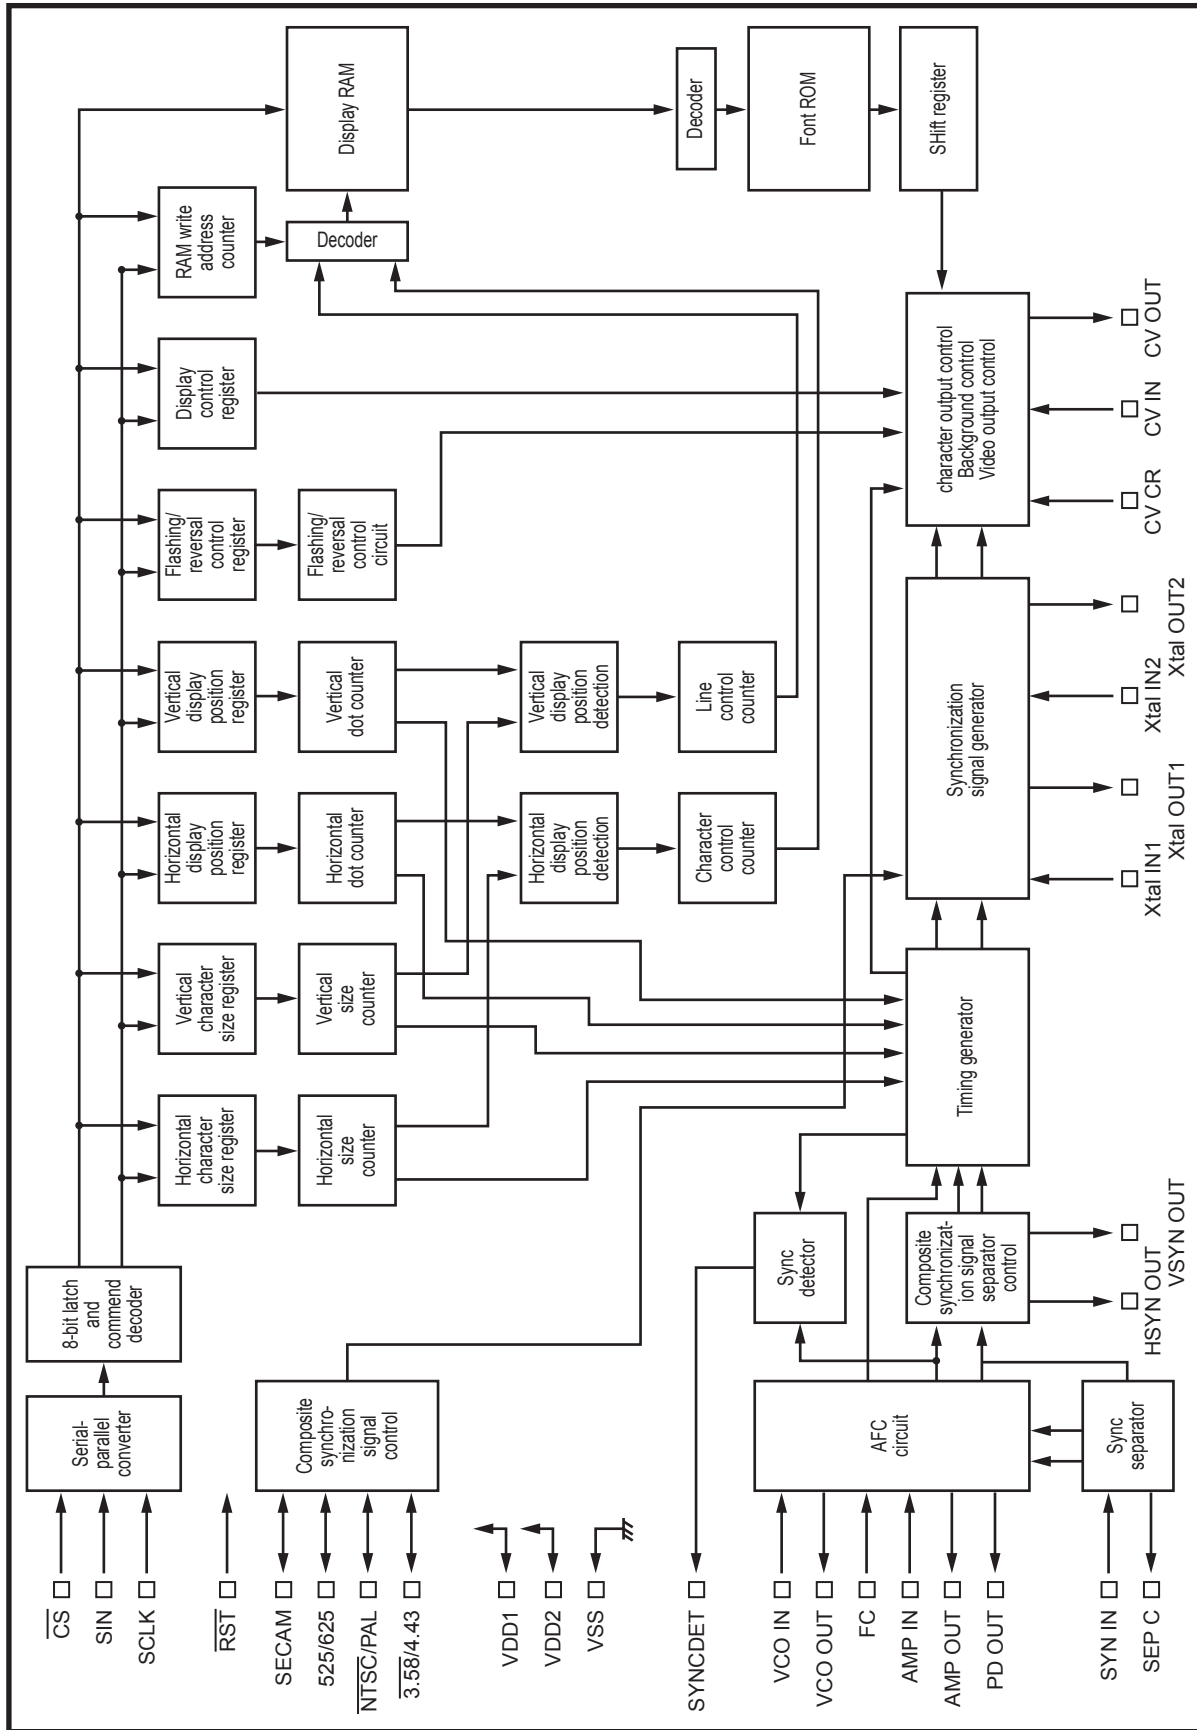 CS
SIN
SCLK
RST
SECAM
525/625
NTSC/PAL
3.58/4.43
VDD1
VDD2
VSS
SYNCDET
VCO IN
VCO OUT
FC
AMP IN
AMP OUT
PD OUT
SYN IN
SEP C
Serial-
parallel
converter
8-bit latch
and
commend
decoder
Composite
synchro-
nization
signal
control
AFC
circuit
Sync
separator
Sync
detector
Composite
synchronizat-
ion signal
separator
control
HSYN OUT
VSYN OUT
Horizontal
character
size register
Horizontal
size
counter
Vertical
character
size register
Vertical
size
counter
Horizontal
display
position
register
Horizontal
dot counter
Horizontal
display
position
detection
Character
control
counter
Vertical
display
position
register
Vertical
dot counter
Vertical
display
position
detection
Line
control
counter
Flashing/
reversal
control
register
Flashing/
reversal
control
circuit
Display
control
register
RAM write
address
counter
Decoder
Display RAM
Decoder
Font ROM
SHift register
Timing generator
Synchronization
signal generator
character output control
Background control
Video output control
Xtal IN1
Xtal OUT1
Xtal IN2
Xtal OUT2
CV CR
CV IN
CV OUT